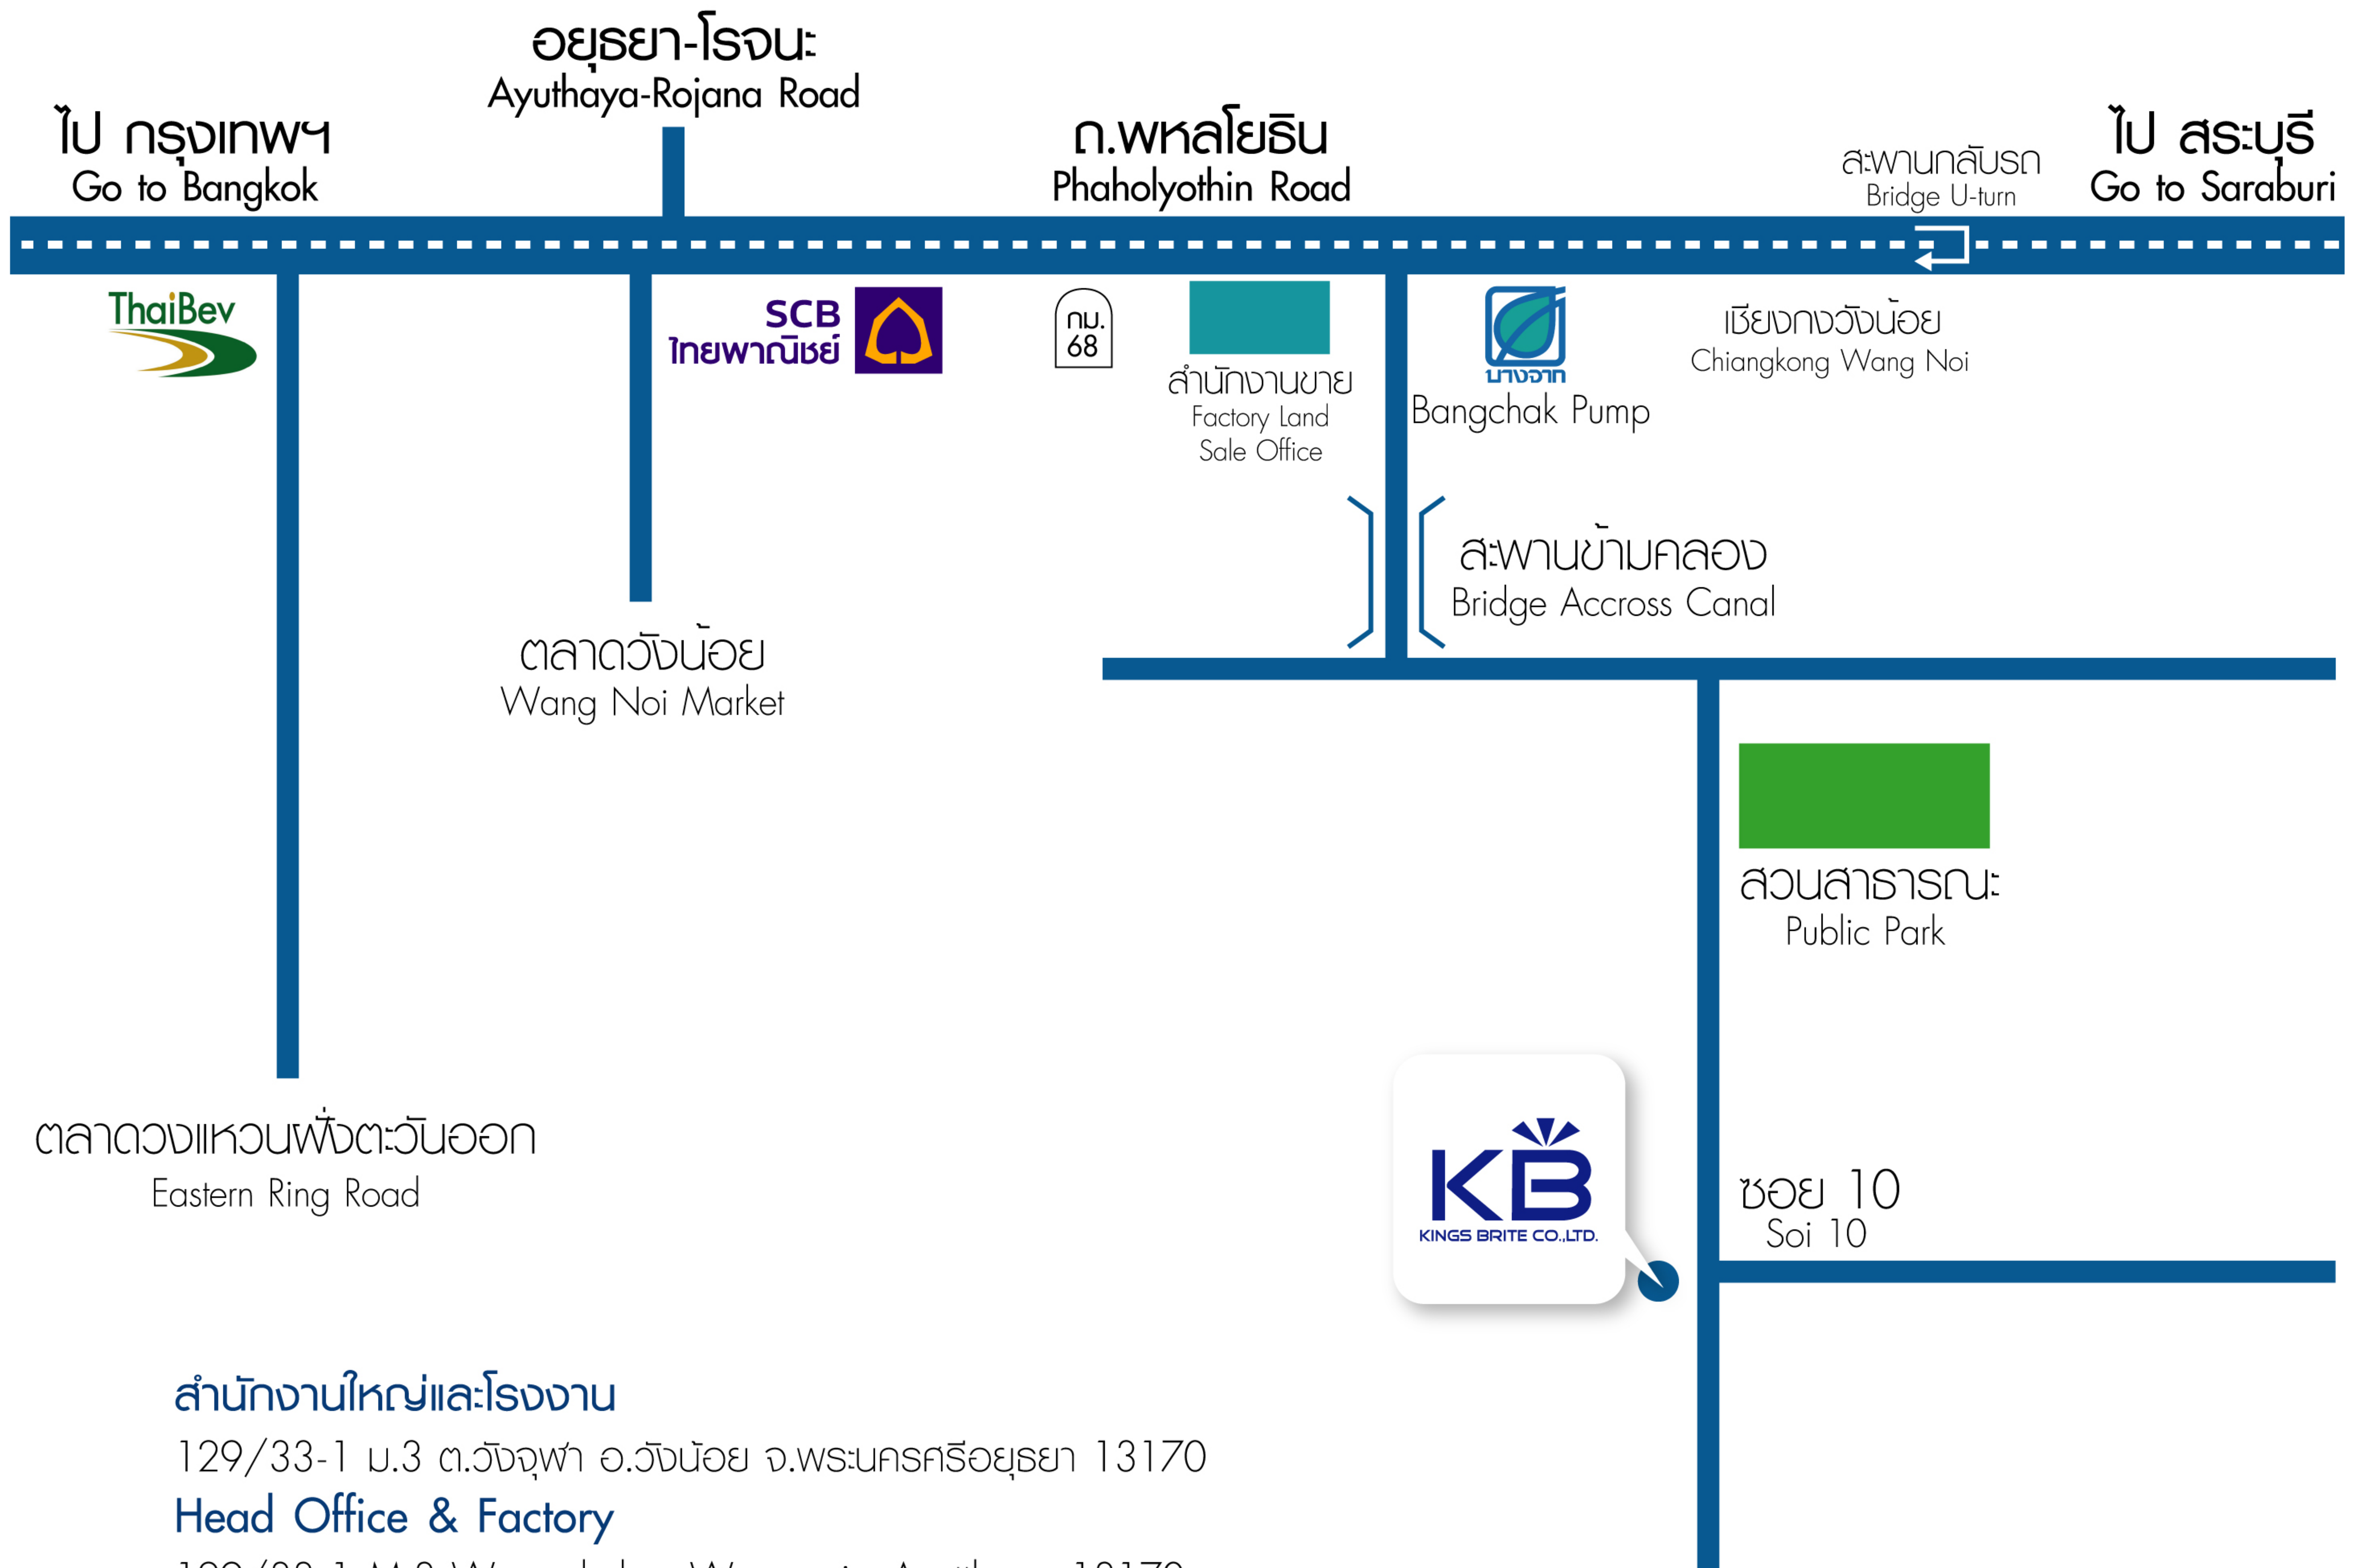 อยุธยา-โรจนะ
Ayuthaya-Rojana Road
ไป กรุงเทพฯ
Go to Bangkok
ถ.พหลโยธิน
Phaholyothin Road
สะพานกลับรถ
Bridge U-turn
ไป สระบุรี
Go to Saraburi
ThaiBev
SCB
ไทยพาณิชย์
กม.
68
สำนักงานขาย
Factory Land
Sale Office
บางจาก
Bangchak Pump
เชียงกงวังน้อย
Chiangkong Wang Noi
สะพานข้ามคลอง
Bridge Accross Canal
ตลาดวังน้อย
Wang Noi Market
สวนสาธารณะ
Public Park
ตลาดวงแหวนฝั่งตะวันออก
Eastern Ring Road
KB
KINGS BRITE CO.,LTD.
ซอย 10
Soi 10
สำนักงานใหญ่และโรงงาน
129/33-1 ม.3 ต.วังจุฬา อ.วังน้อย จ.พระนครศรีอยุธยา 13170
Head Office & Factory